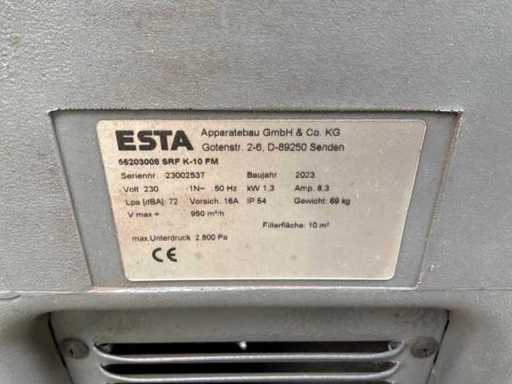 ESTA Apparatebau GmbH & Co. KG
Gotenstr. 2-6, D-89250 Senden
56203006 SRF K-10 FM
Seriennr. 23002537 Baujahr 2023
Volt 230 1N~ 50 Hz kW 1,3 Amp. 8,3
Lpa [dBA]: 72 Vorsich. 16A IP 54 Gewicht: 69 kg
V max = 950 m³/h
Filterfläche: 10 m²
max.Unterdruck 2.800 Pa
CE